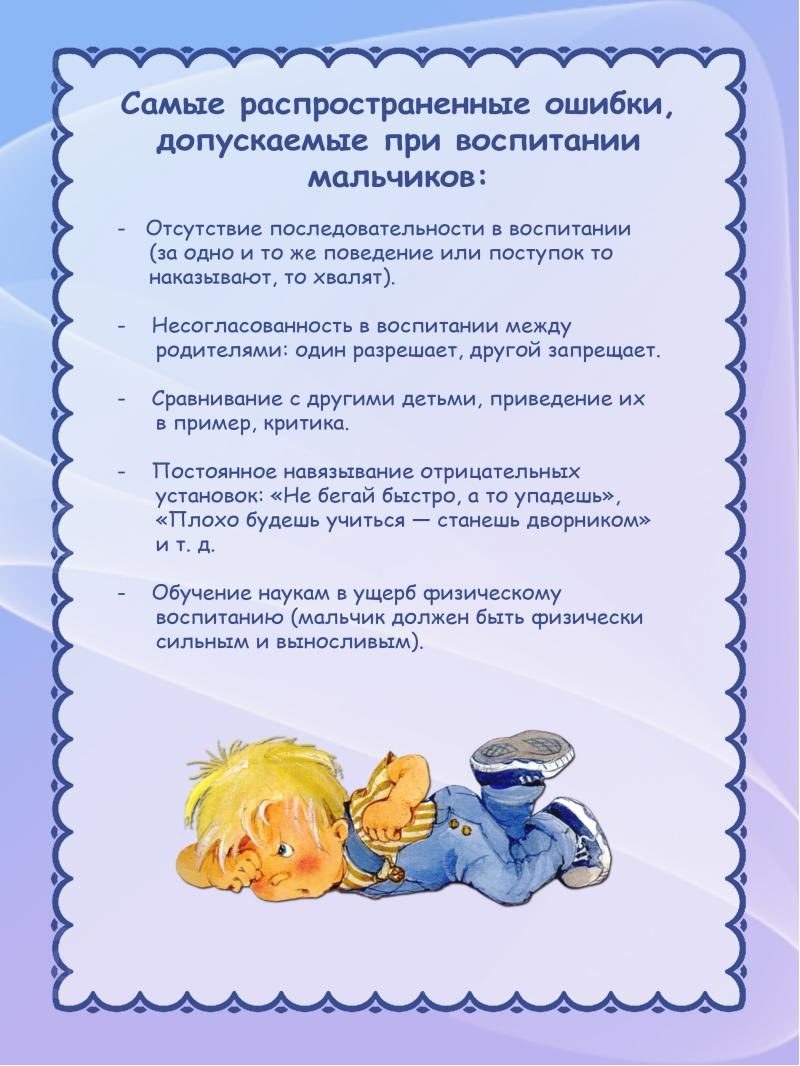 Самые распространенные ошибки,
допускаемые при воспитании
мальчиков:
- Отсутствие последовательности в воспитании
(за одно и то же поведение или поступок то
наказывают, то хвалят).
- Несогласованность в воспитании между
родителями: один разрешает, другой запрещает.
- Сравнивание с другими детьми, приведение их
в пример, критика.
- Постоянное навязывание отрицательных
установок: «Не бегай быстро, а то упадешь»,
«Плохо будешь учиться — станешь дворником»
и т. д.
- Обучение наукам в ущерб физическому
воспитанию (мальчик должен быть физически
сильным и выносливым).